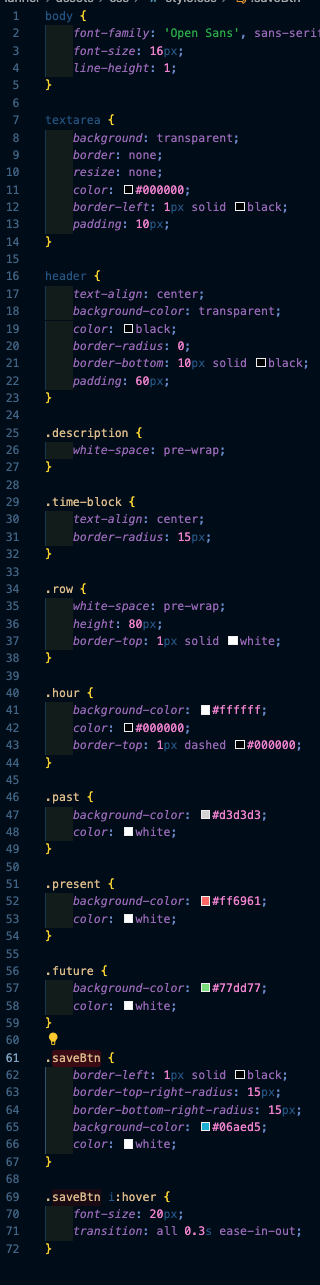 1 body {
2 font-family: 'Open Sans', sans-serif
3 font-size: 16px;
4 line-height: 1;
5 }
6
7 textarea {
8 background: transparent;
9 border: none;
10 resize: none;
11 color: #000000;
12 border-left: 1px solid black;
13 padding: 10px;
14 }
15
16 header {
17 text-align: center;
18 background-color: transparent;
19 color: black;
20 border-radius: 0;
21 border-bottom: 10px solid black;
22 padding: 60px;
23 }
24
25 .description {
26 white-space: pre-wrap;
27 }
28
29 .time-block {
30 text-align: center;
31 border-radius: 15px;
32 }
33
34 .row {
35 white-space: pre-wrap;
36 height: 80px;
37 border-top: 1px solid white;
38 }
39
40 .hour {
41 background-color: #ffffff;
42 color: #000000;
43 border-top: 1px dashed #000000;
44 }
45
46 .past {
47 background-color: #d3d3d3;
48 color: white;
49 }
50
51 .present {
52 background-color: #ff6961;
53 color: white;
54 }
55
56 .future {
57 background-color: #77dd77;
58 color: white;
59 }
60
61 .saveBtn {
62 border-left: 1px solid black;
63 border-top-right-radius: 15px;
64 border-bottom-right-radius: 15px;
65 background-color: #06aed5;
66 color: white;
67 }
68
69 .saveBtn i:hover {
70 font-size: 20px;
71 transition: all 0.3s ease-in-out;
72 }